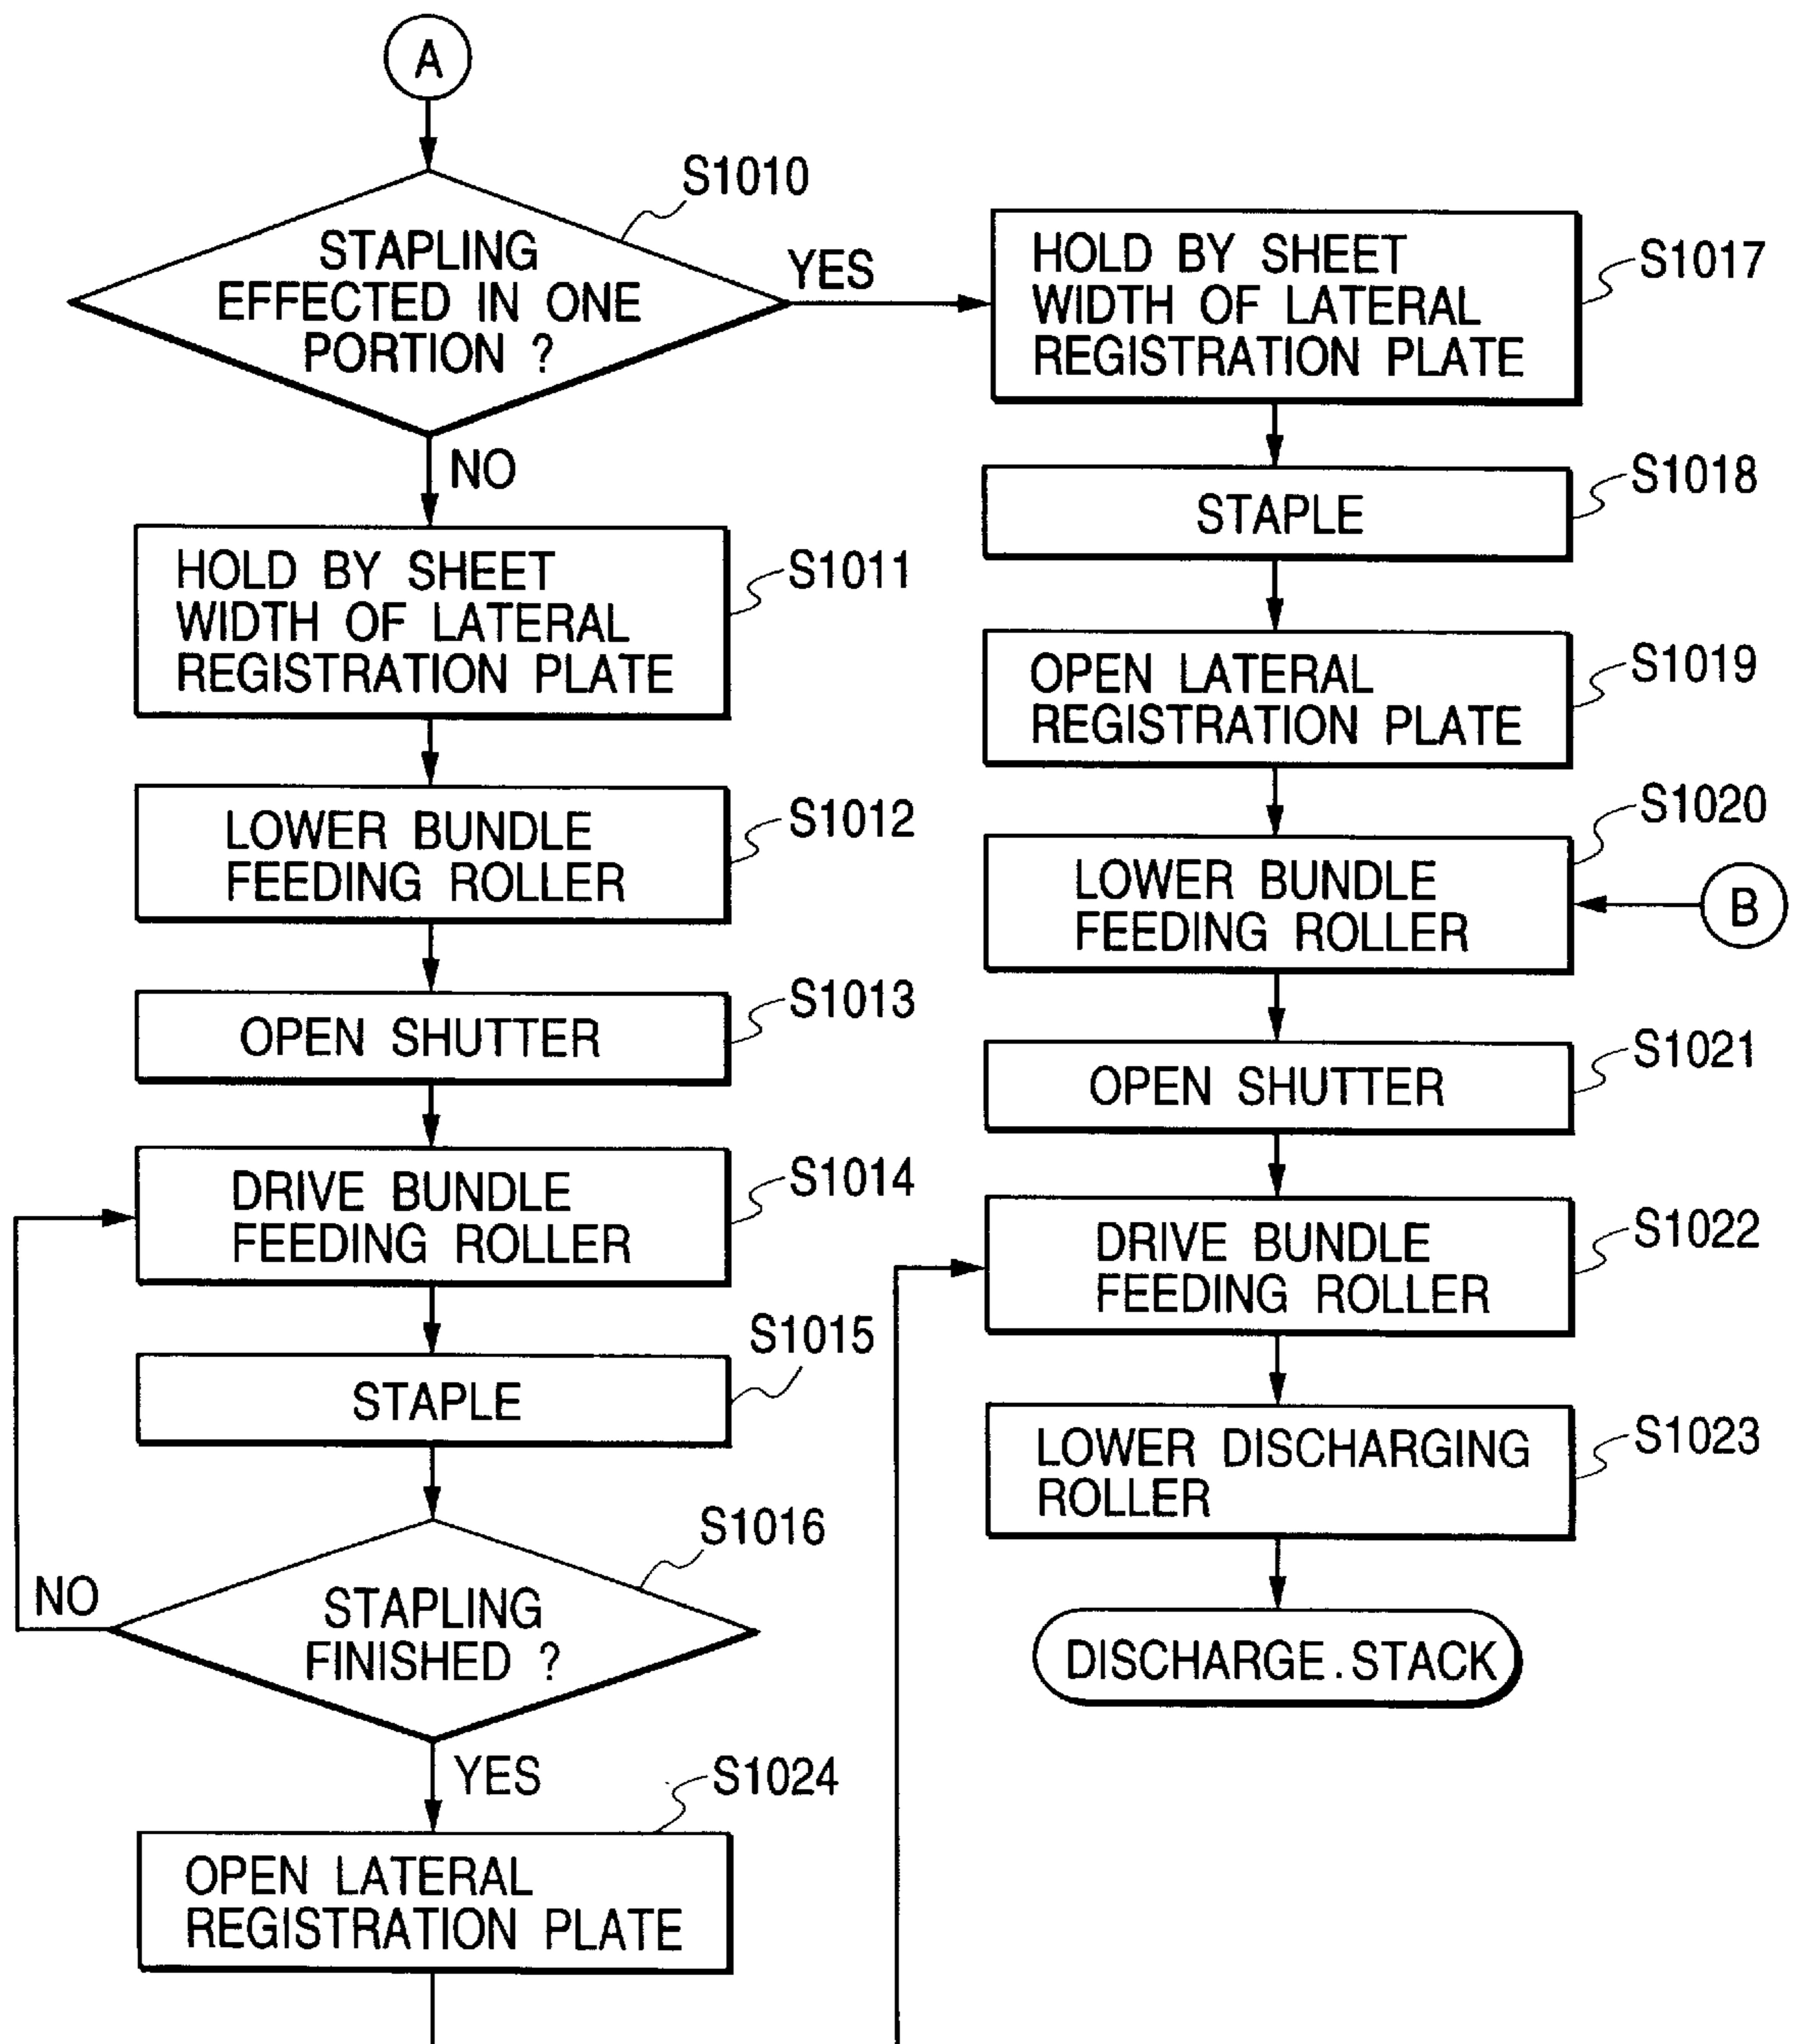 A
S1010
STAPLING
EFFECTED IN ONE
PORTION ?
YES
NO
HOLD BY SHEET
WIDTH OF LATERAL
REGISTRATION PLATE
S1011
LOWER BUNDLE
FEEDING ROLLER
S1012
OPEN SHUTTER
S1013
DRIVE BUNDLE
FEEDING ROLLER
S1014
STAPLE
S1015
STAPLING
FINISHED ?
S1016
NO
YES
OPEN LATERAL
REGISTRATION PLATE
S1024
HOLD BY SHEET
WIDTH OF LATERAL
REGISTRATION PLATE
S1017
STAPLE
S1018
OPEN LATERAL
REGISTRATION PLATE
S1019
LOWER BUNDLE
FEEDING ROLLER
S1020
B
OPEN SHUTTER
S1021
DRIVE BUNDLE
FEEDING ROLLER
S1022
LOWER DISCHARGING
ROLLER
S1023
DISCHARGE.STACK